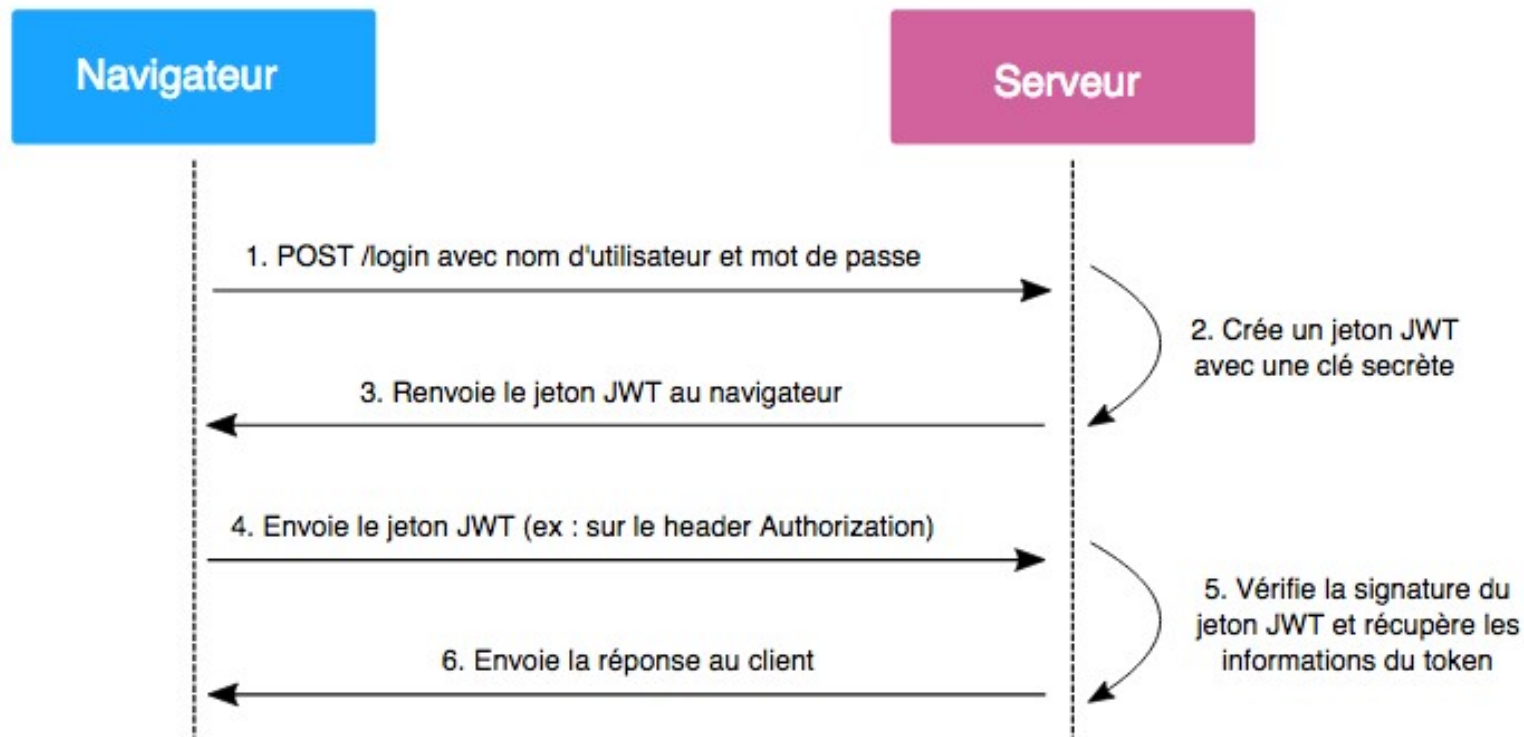 Navigateur
Serveur
1. POST /login avec nom d'utilisateur et mot de passe
2. Crée un jeton JWT
avec une clé secrète
3. Renvoie le jeton JWT au navigateur
4. Envoie le jeton JWT (ex : sur le header Authorization)
5. Vérifie la signature du
jeton JWT et récupère les
informations du token
6. Envoie la réponse au client